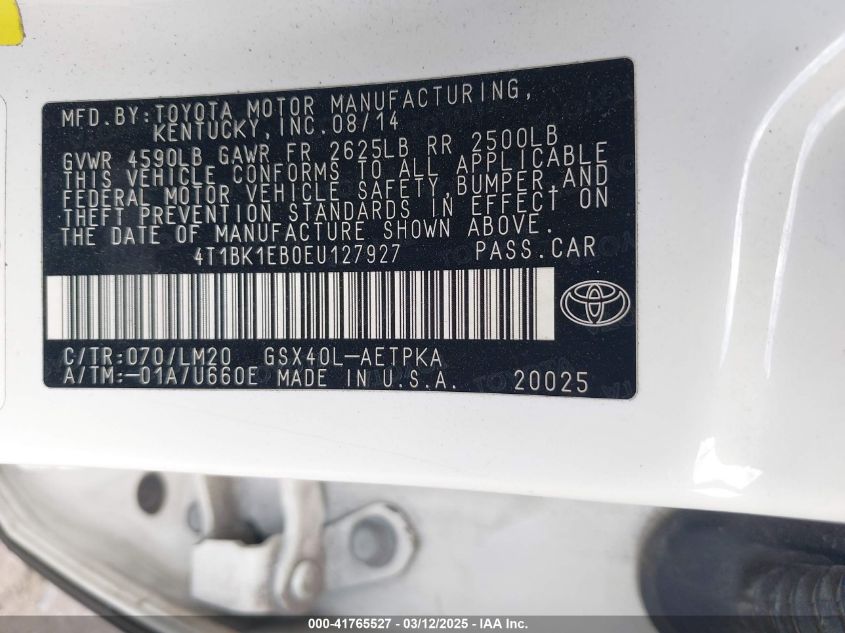 MFD.BY:TOYOTA MOTOR MANUFACTURING,
KENTUCKY,INC.08/14
GVWR 4590LB GAWR FR 2625LB RR 2500LB
THIS VEHICLE CONFORMS TO ALL APPLICABLE
FEDERAL MOTOR VEHICLE SAFETY,BUMPER,AND
THEFT PREVENTION STANDARDS IN EFFECT ON
THE DATE OF MANUFACTURE SHOWN ABOVE.
4T1BK1EB0EU127927 PASS.CAR
C/TR:070/LM20 GSX40L-AETPKA
A/TM:-01A/U660E MADE IN U.S.A. 20025
000-41765527 - 03/12/2025 - IAA Inc.